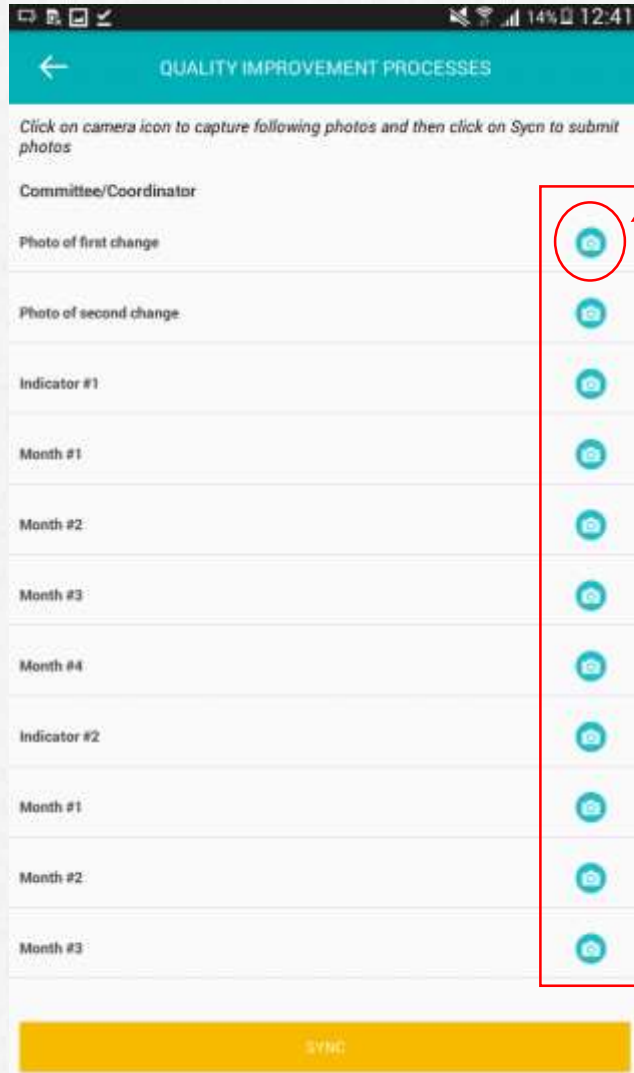 14% 12:41
QUALITY IMPROVEMENT PROCESSES
Click on camera icon to capture following photos and then click on Sycn to submit
photos
Committee/Coordinator
Photo of first change
Photo of second change
Indicator #1
Month #1
Month #2
Month #3
Month #4
Indicator #2
Month #1
Month #2
Month #3
SYNC